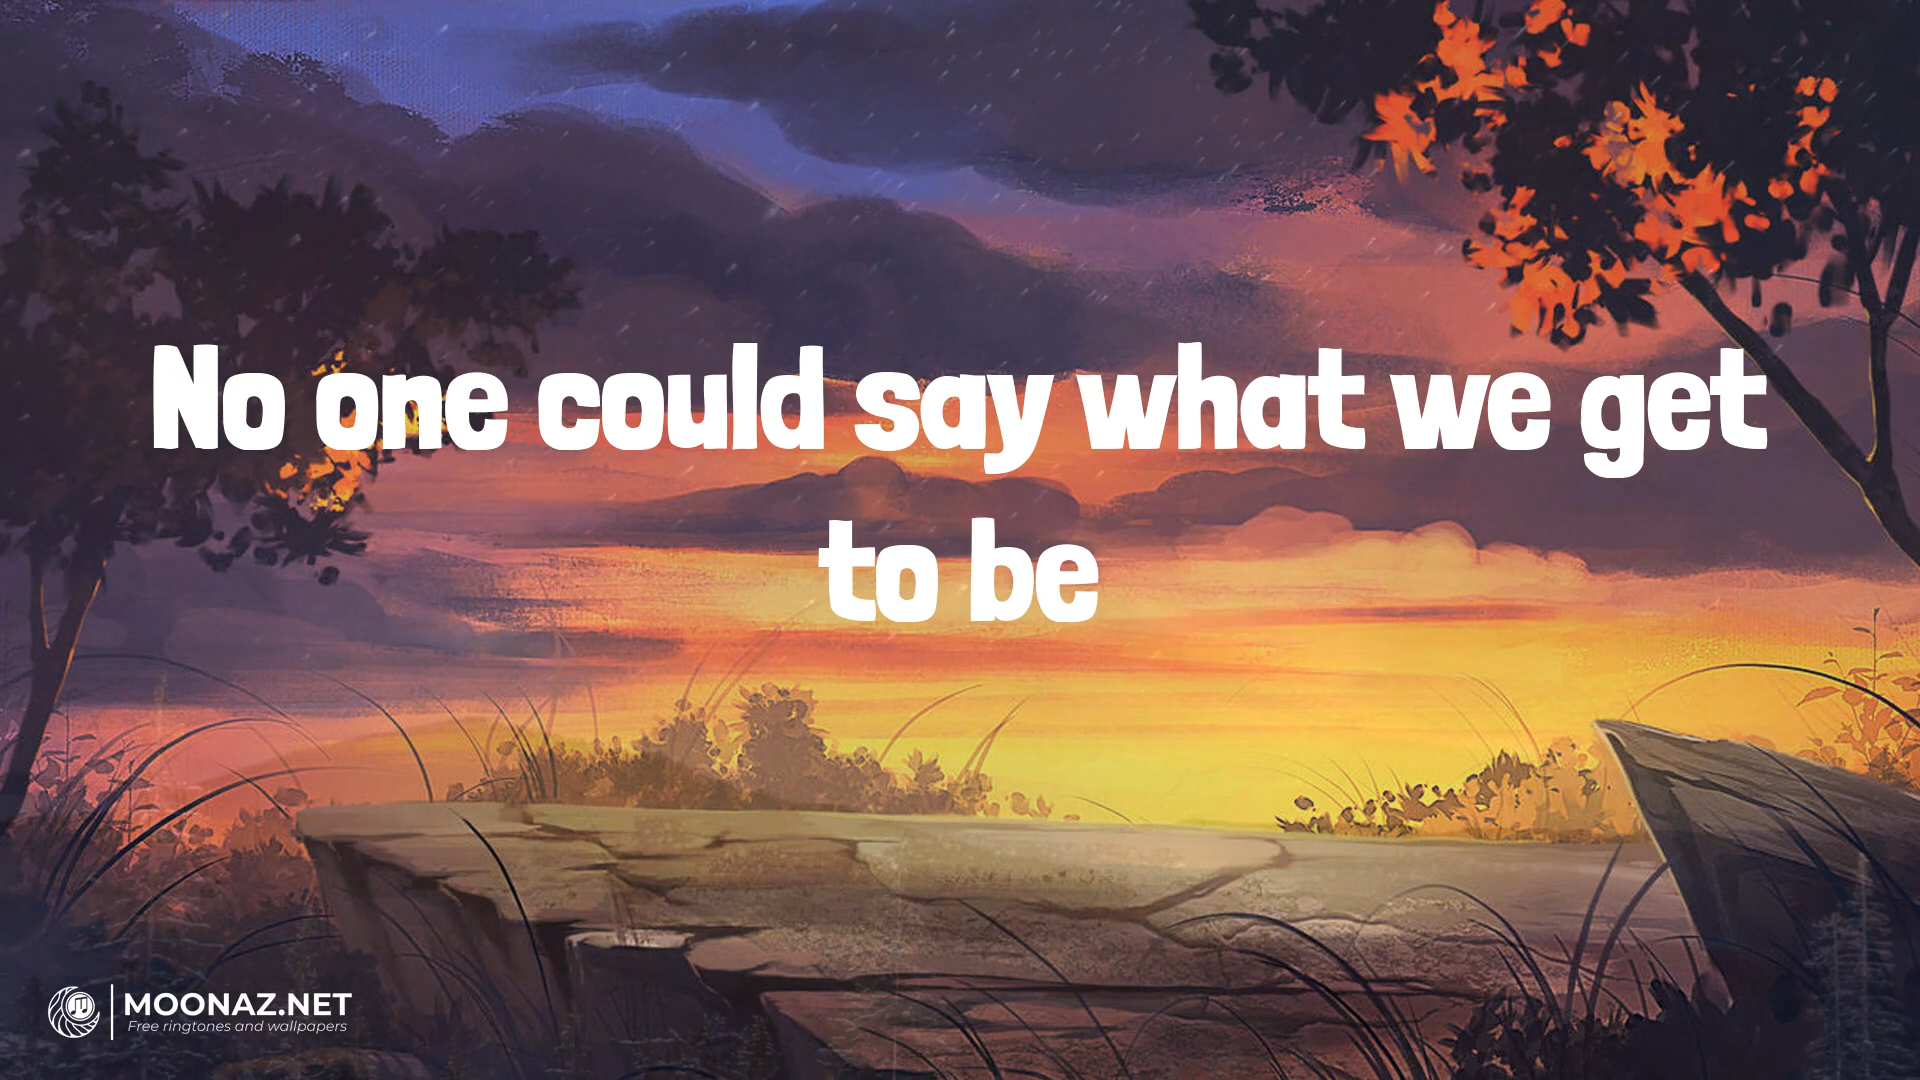 No one could say what we get
to be
MOONAZ.NET
Free ringtones and wallpapers